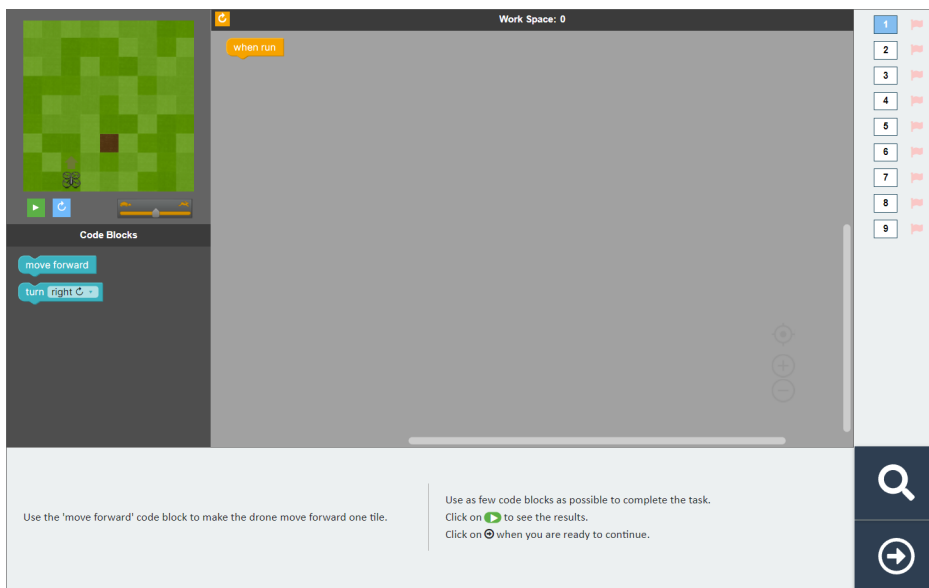 Work Space: 0
when run
Code Blocks
move forward
turn right
Use the 'move forward' code block to make the drone move forward one tile.
Use as few code blocks as possible to complete the task.
Click on to see the results.
Click on when you are ready to continue.
1
2
3
4
5
6
7
8
9